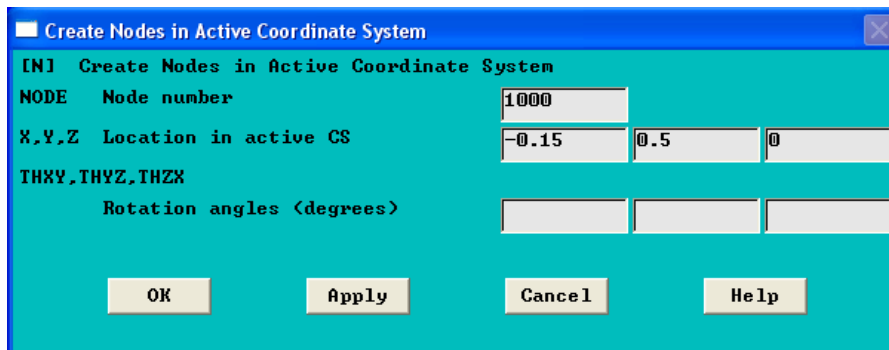 Create Nodes in Active Coordinate System
[N] Create Nodes in Active Coordinate System
NODE Node number 1000
X,Y,Z Location in active CS -0.15 0.5 0
THXY,THYZ,THZX
Rotation angles (degrees)
OK Apply Cancel Help